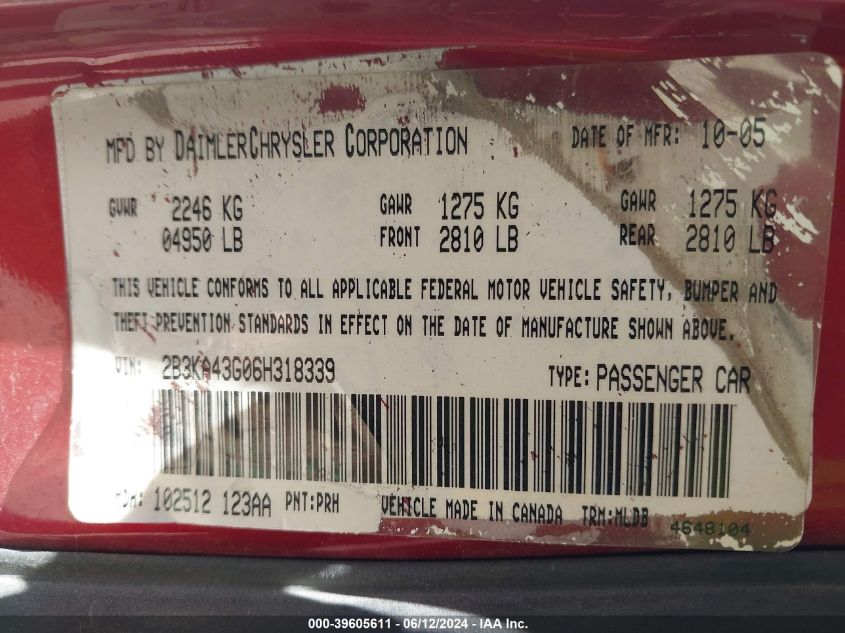 MFD BY DAIMLERCHRYSLER CORPORATION DATE OF MFR: 10-05
GVWR 2246 KG GAWR 1275 KG GAWR 1275 KG
04950 LB FRONT 2810 LB REAR 2810 LB
THIS VEHICLE CONFORMS TO ALL APPLICABLE FEDERAL MOTOR VEHICLE SAFETY, BUMPER AND
THEFT PREVENTION STANDARDS IN EFFECT ON THE DATE OF MANUFACTURE SHOWN ABOVE.
VIN: 2B3KA43G06H318339 TYPE: PASSENGER CAR
MDH: 102512 123AA PNT:PRH VEHICLE MADE IN CANADA TRM:MLDB 4648104
000-39605611 - 06/12/2024 - IAA Inc.